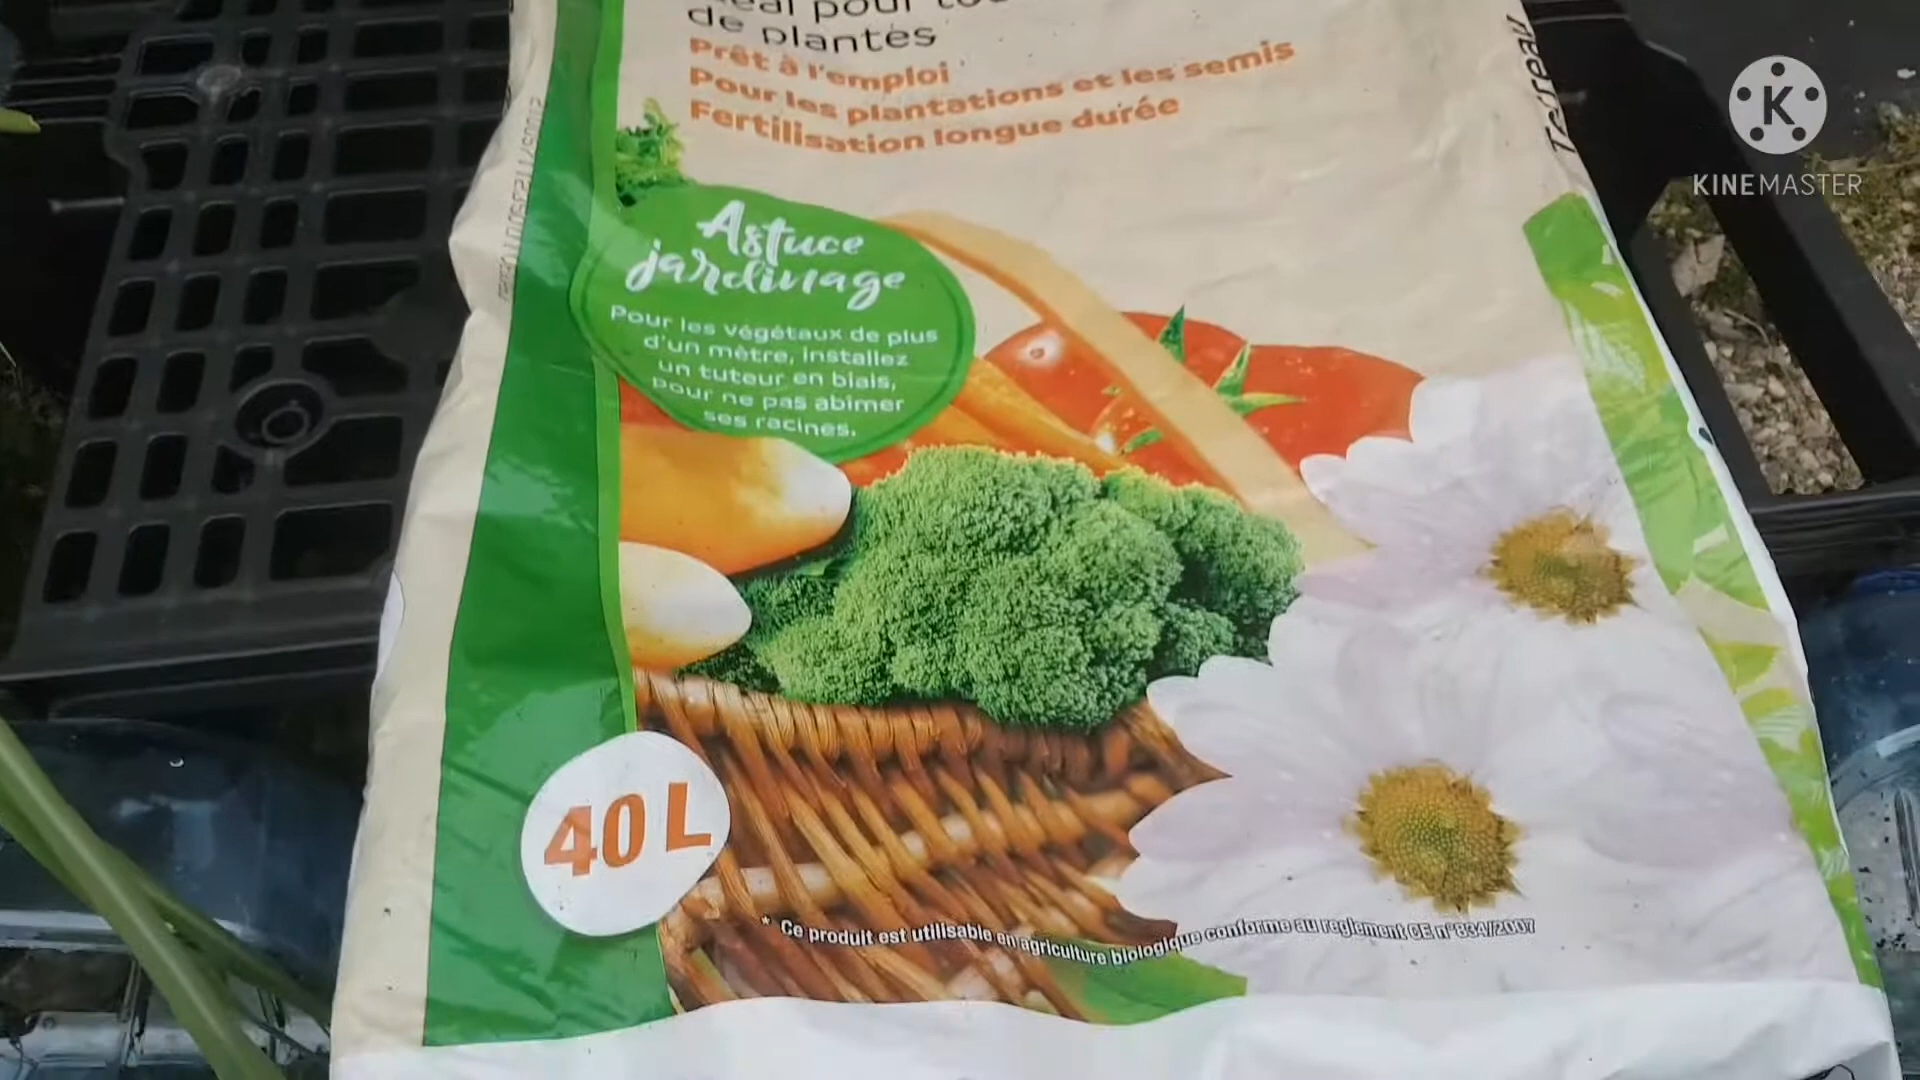 pour
de plantes
Prêt à l'emploi
Pour les plantations et les semis
Fertilisation longue durée
Astuce
jardinage
Pour les végétaux de plus
d'un mètre, installez
un tuteur en biais,
pour ne pas abîmer
ses racines.
40 L
* Ce produit est utilisable en agriculture biologique conforme au reglement CE n°834/2007
KINEMASTER